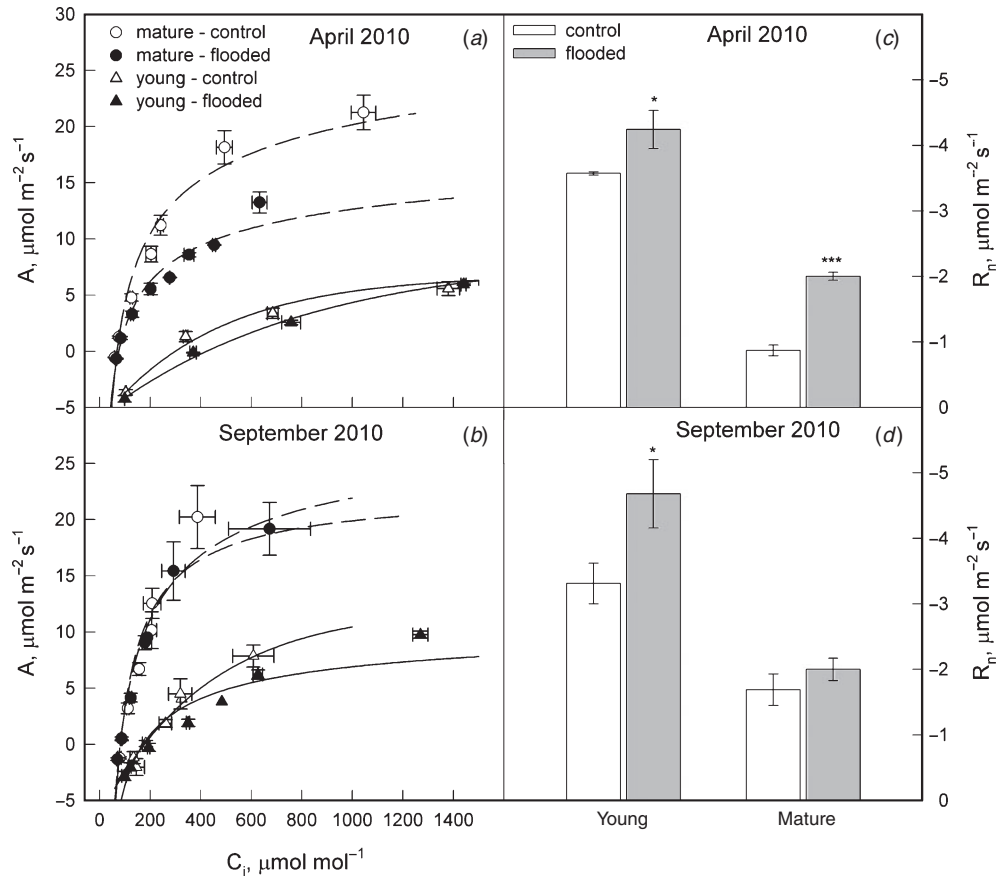 30
25
20
15
10
5
0
−5
A, μmol m−2 s−1
mature - control
mature - flooded
young - control
young - flooded
April 2010
(a)
control
flooded
April 2010
(c)
*
***
−5
−4
−3
−2
−1
0
Rn, μmol m−2 s−1
September 2010
(b)
25
20
15
10
5
0
−5
A, μmol m−2 s−1
0 200 400 600 800 1000 1200 1400
Ci, μmol mol−1
September 2010
(d)
*
−5
−4
−3
−2
−1
0
Rn, μmol m−2 s−1
Young Mature